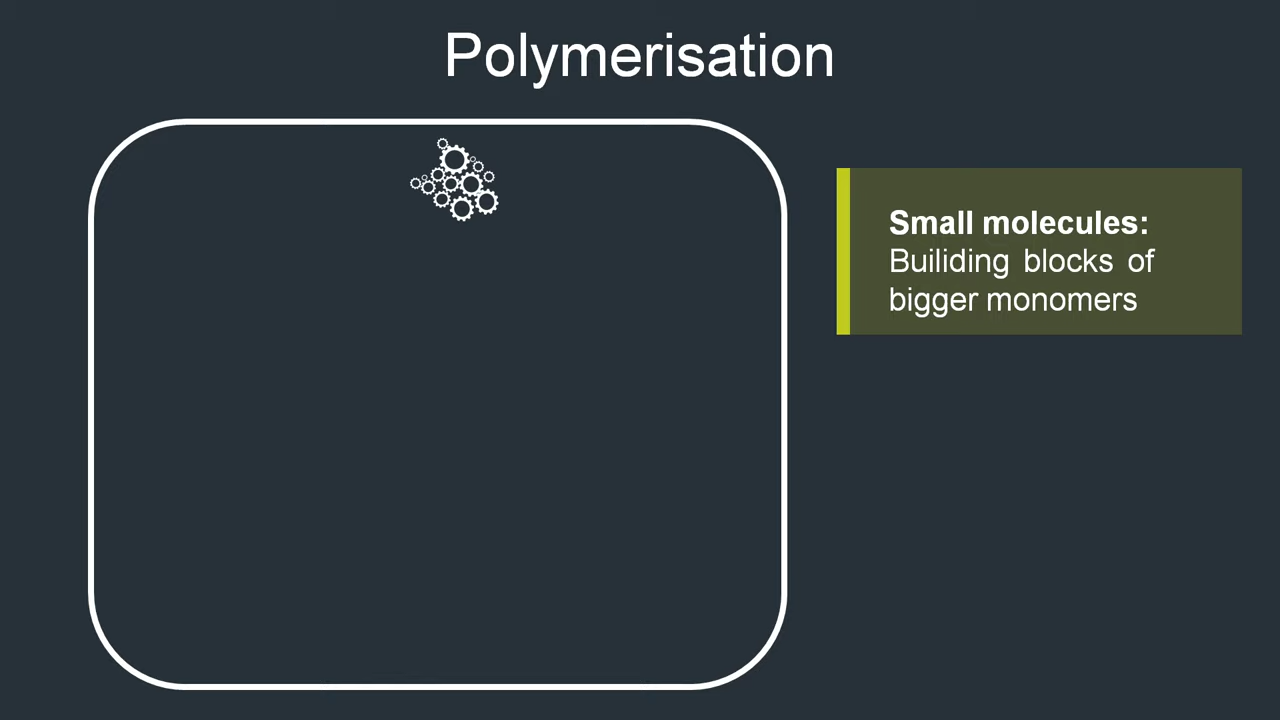 Polymerisation
Small molecules:
Builiding blocks of
bigger monomers